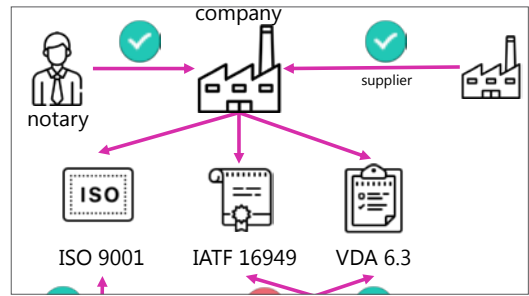 company
supplier
notary
ISO
ISO 9001
IATF 16949
VDA 6.3